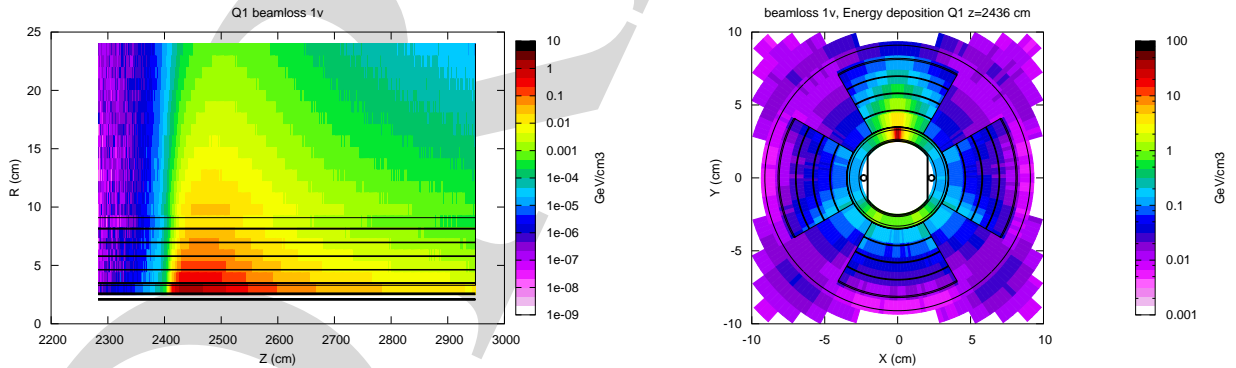 Q1 beamloss 1v
25
20
15
10
5
0
R (cm)
2200 2300 2400 2500 2600 2700 2800 2900 3000
Z (cm)
10
1
0.1
0.01
0.001
1e-04
1e-05
1e-06
1e-07
1e-08
1e-09
GeV/cm3
beamloss 1v, Energy deposition Q1 z=2436 cm
10
5
0
-5
-10
Y (cm)
-10 -5 0 5 10
X (cm)
100
10
1
0.1
0.01
0.001
GeV/cm3